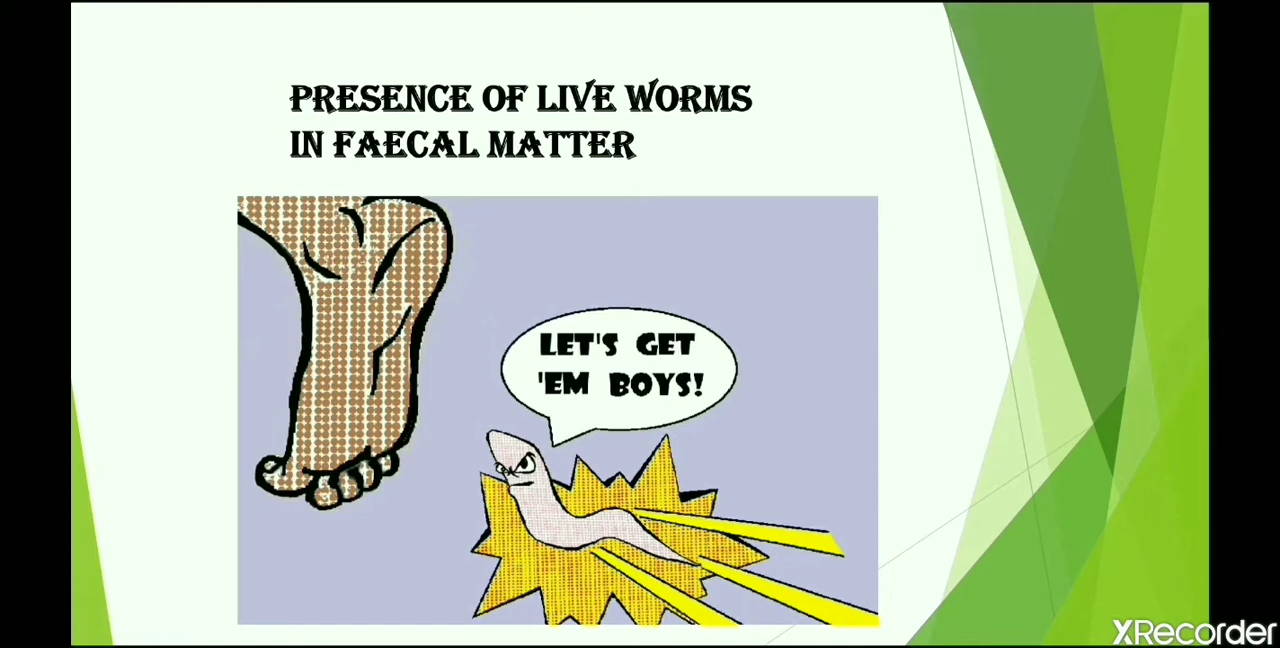 PRESENCE OF LIVE WORMS
IN FAECAL MATTER
LET'S GET
'EM BOYS!
XRecorder